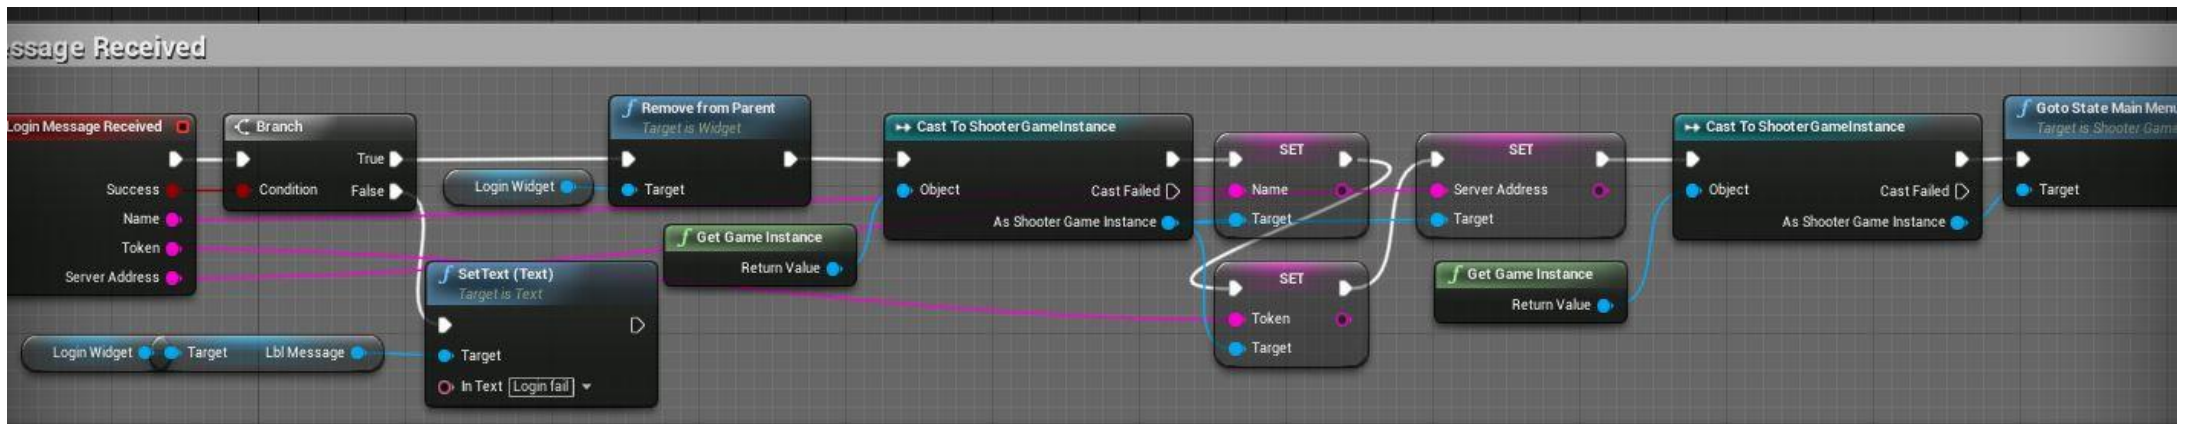 ssage Received
Login Message Received
Success
Name
Token
Server Address
Branch
True
Condition
False
Login Widget
Remove from Parent
Target is Widget
Target
Get Game Instance
Return Value
SetText (Text)
Target is Text
Target
In Text Login fail
Login Widget
Target
Lbl Message
Cast To ShooterGameInstance
Object
Cast Failed
As Shooter Game Instance
SET
Name
Target
SET
Token
Target
SET
Server Address
Target
Get Game Instance
Return Value
Cast To ShooterGameInstance
Object
Cast Failed
As Shooter Game Instance
Goto State Main Menu
Target is Shooter Game
Target